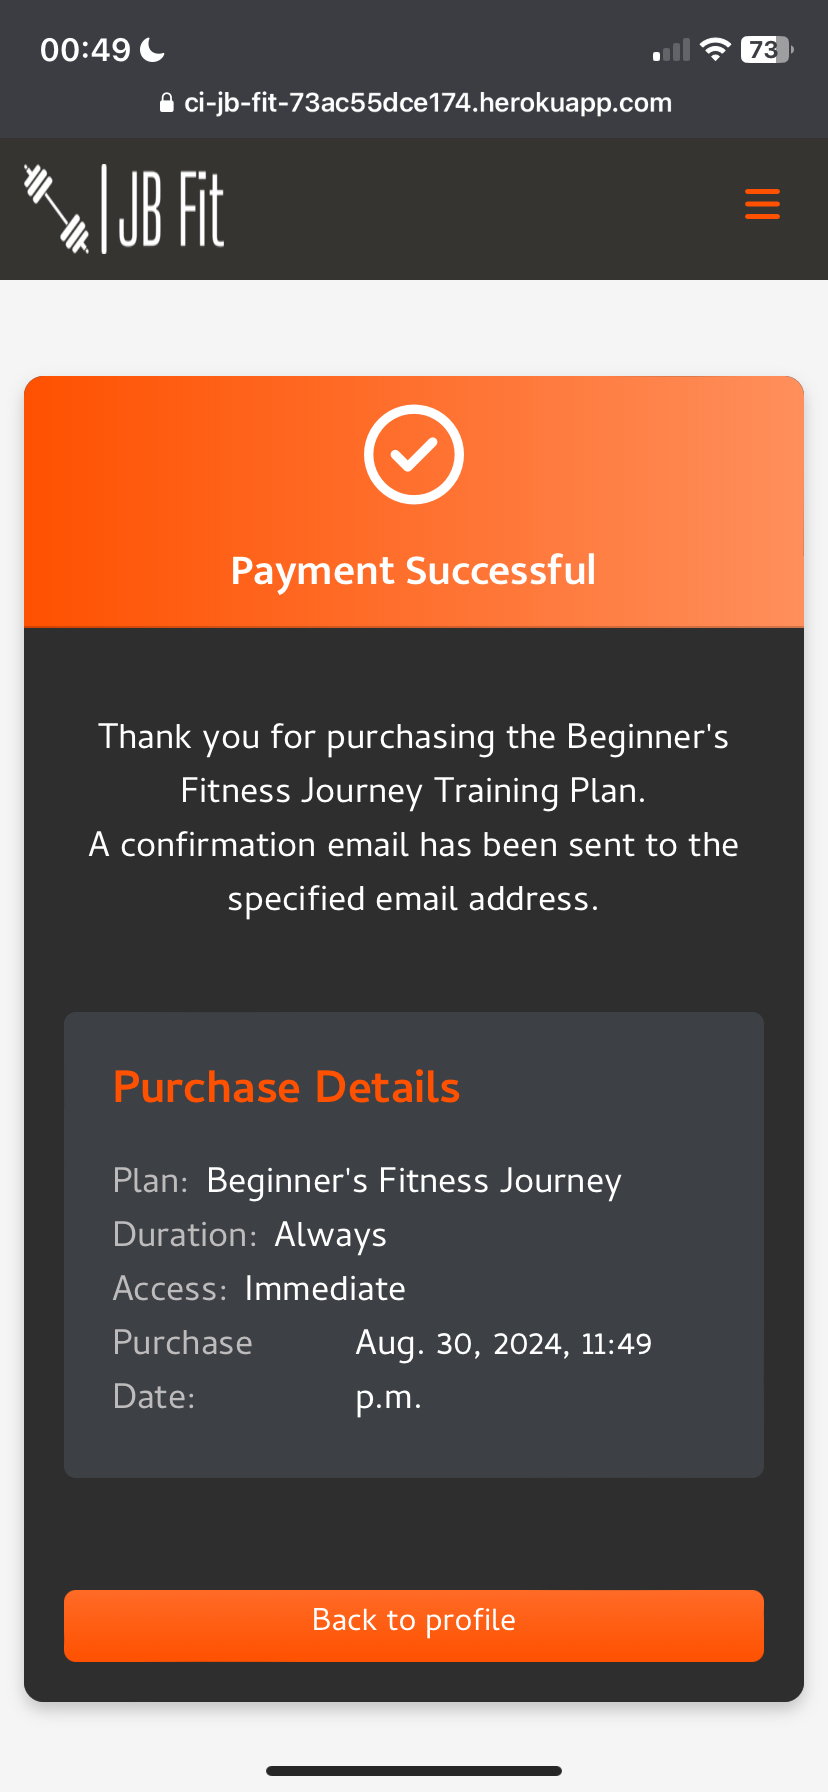 00:49
73
ci-jb-fit-73ac55dce174.herokuapp.com
JB Fit
Payment Successful
Thank you for purchasing the Beginner's
Fitness Journey Training Plan.
A confirmation email has been sent to the
specified email address.
Purchase Details
Plan: Beginner's Fitness Journey
Duration: Always
Access: Immediate
Purchase Aug. 30, 2024, 11:49
Date: p.m.
Back to profile